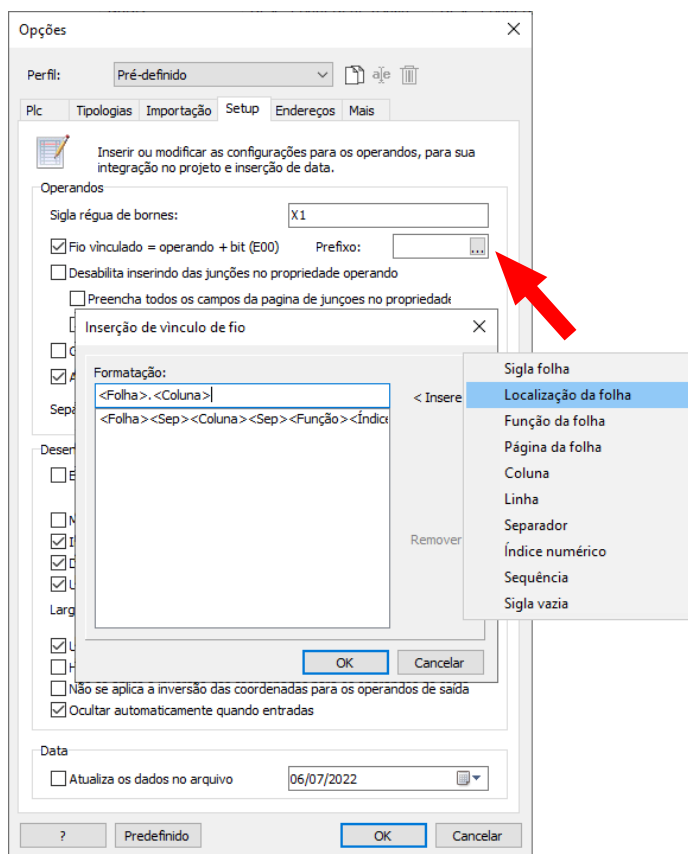 Opções
Perfil: Pré-definido
Plc Tipologias Importação Setup Endereços Mais
Inserir ou modificar as configurações para os operandos, para sua
integração no projeto e inserção de data.
Operandos
Sigla régua de bornes: X1
Fio vinculado = operando + bit (E00) Prefixo: ...
Desabilita inserindo das junções no propriedade operando
Preencha todos os campos da pagina de junçoes no propriedade
Inserção de vìnculo de fio
Formatação:
<Folha>.<Coluna>
< Insere
<Folha><Sep><Coluna><Sep><Função><Índice
Remover
Sigla folha
Localização da folha
Função da folha
Página da folha
Coluna
Linha
Separador
Índice numérico
Sequência
Sigla vazia
Sepa
Desen
Larg
OK Cancelar
Não se aplica a inversão das coordenadas para os operandos de saída
Ocultar automaticamente quando entradas
Data
Atualiza os dados no arquivo 06/07/2022
? Predefinido OK Cancelar